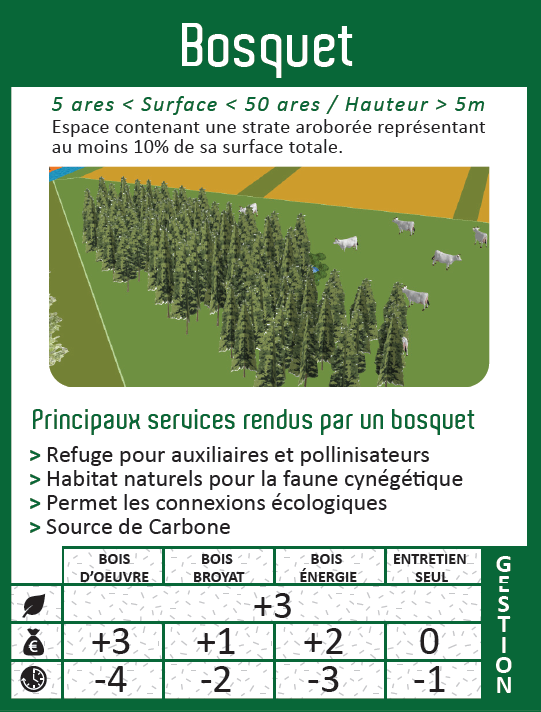 Bosquet
5 ares < Surface < 50 ares / Hauteur > 5m
Espace contenant une strate aroborée représentant
au moins 10% de sa surface totale.
Principaux services rendus par un bosquet
> Refuge pour auxiliaires et pollinisateurs
> Habitat naturels pour la faune cynégétique
> Permet les connexions écologiques
> Source de Carbone
BOIS D'OEUVRE BOIS BROYAT BOIS ÉNERGIE ENTRETIEN SEUL
+3
€ +3 +1 +2 0
-4 -2 -3 -1
GESTION